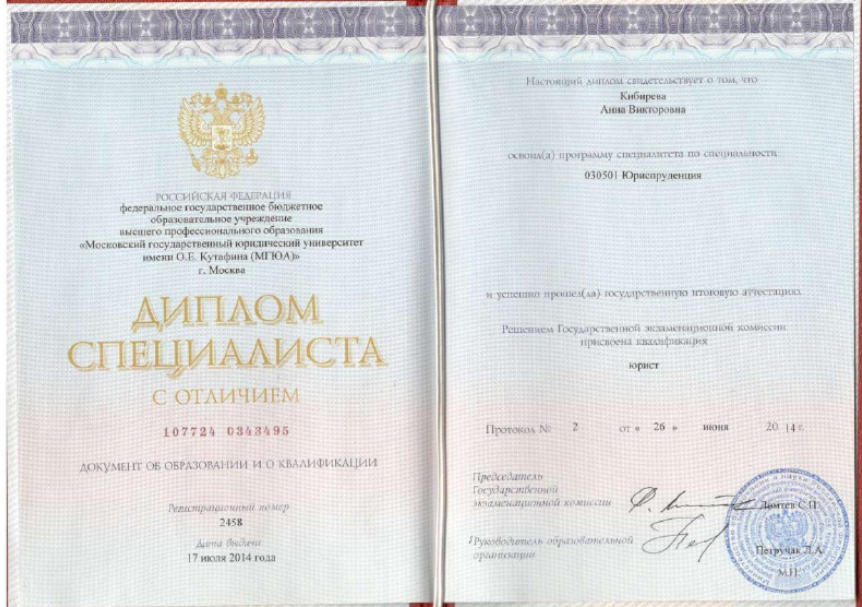 РОССИЙСКАЯ ФЕДЕРАЦИЯ
федеральное государственное бюджетное
образовательное учреждение
высшего профессионального образования
«Московский государственный юридический университет
имени О.Е. Кутафина (МГЮА)»
г. Москва
ДИПЛОМ
СПЕЦИАЛИСТА
С ОТЛИЧИЕМ
107724 0343495
ДОКУМЕНТ ОБ ОБРАЗОВАНИИ И О КВАЛИФИКАЦИИ
Регистрационный номер
2458
Дата выдачи
17 июля 2014 года
Настоящий диплом свидетельствует о том, что
Кибирева
Анна Викторовна
освоил(а) программу специалитета по специальности
030501 Юриспруденция
и успешно прошел(ла) государственную итоговую аттестацию.
Решением Государственной экзаменационной комиссии
присвоена квалификация
юрист
Протокол № 2 от « 26 » июня 20 14 г.
Председатель
Государственной
экзаменационной комиссии
Ломтев С.П.
Руководитель образовательной
организации
Петручак Л.А.
М.П.